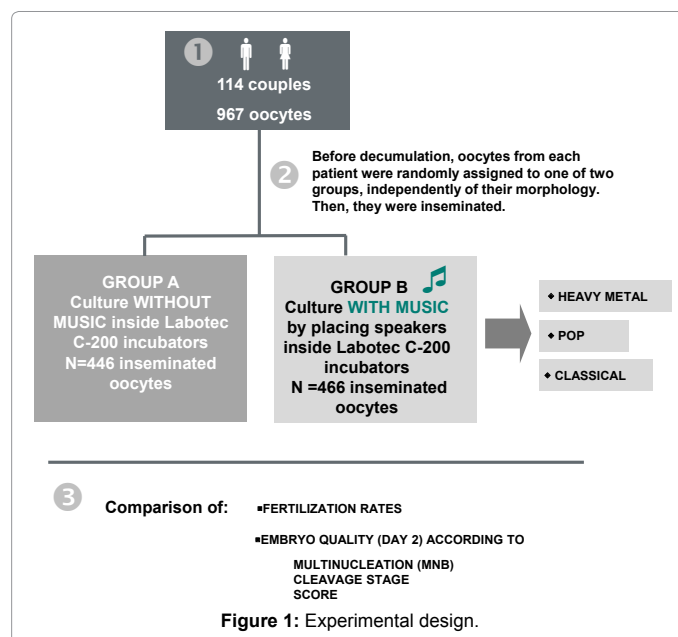 1
114 couples
967 oocytes
2
Before decumulation, oocytes from each
patient were randomly assigned to one of two
groups, independently of their morphology.
Then, they were inseminated.
GROUP A
Culture WITHOUT
MUSIC inside Labotec
C-200 incubators
N=446 inseminated
oocytes
GROUP B
Culture WITH MUSIC
by placing speakers
inside Labotec C-200
incubators
N =466 inseminated
oocytes
◆ HEAVY METAL
◆ POP
◆ CLASSICAL
3
Comparison of:
▪FERTILIZATION RATES
▪EMBRYO QUALITY (DAY 2) ACCORDING TO
MULTINUCLEATION (MNB)
CLEAVAGE STAGE
SCORE
Figure 1: Experimental design.